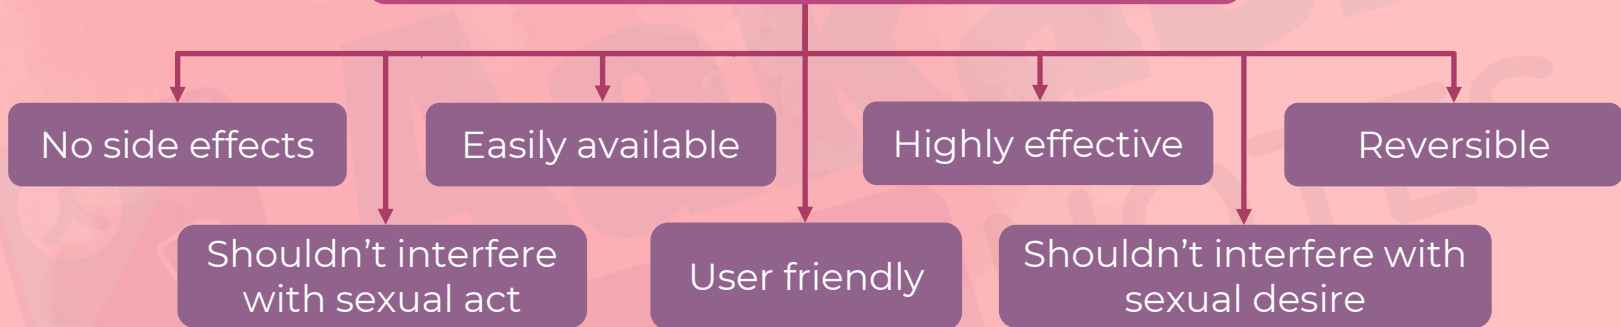 No side effects
Easily available
Highly effective
Reversible
Shouldn’t interfere
with sexual act
User friendly
Shouldn’t interfere with
sexual desire
NOTES